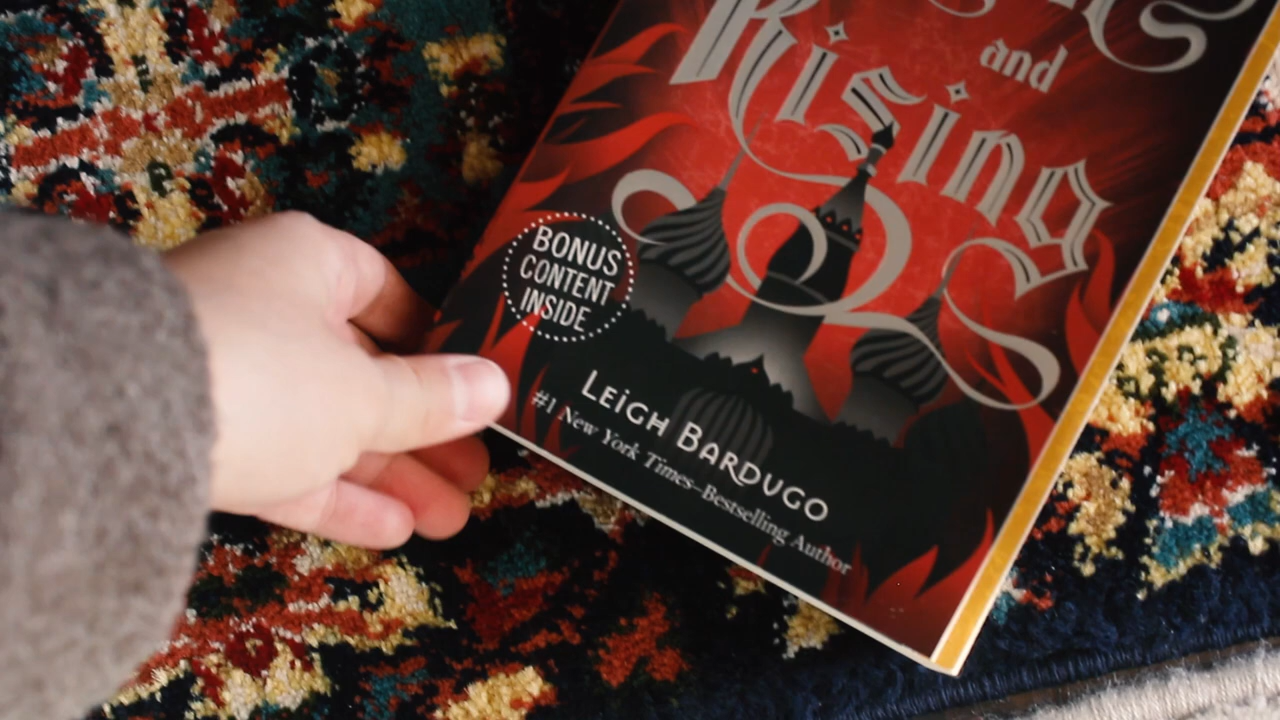 and
Rising
BONUS
CONTENT
INSIDE
LEIGH BARDUGO
#1 New York Times–Bestselling Author